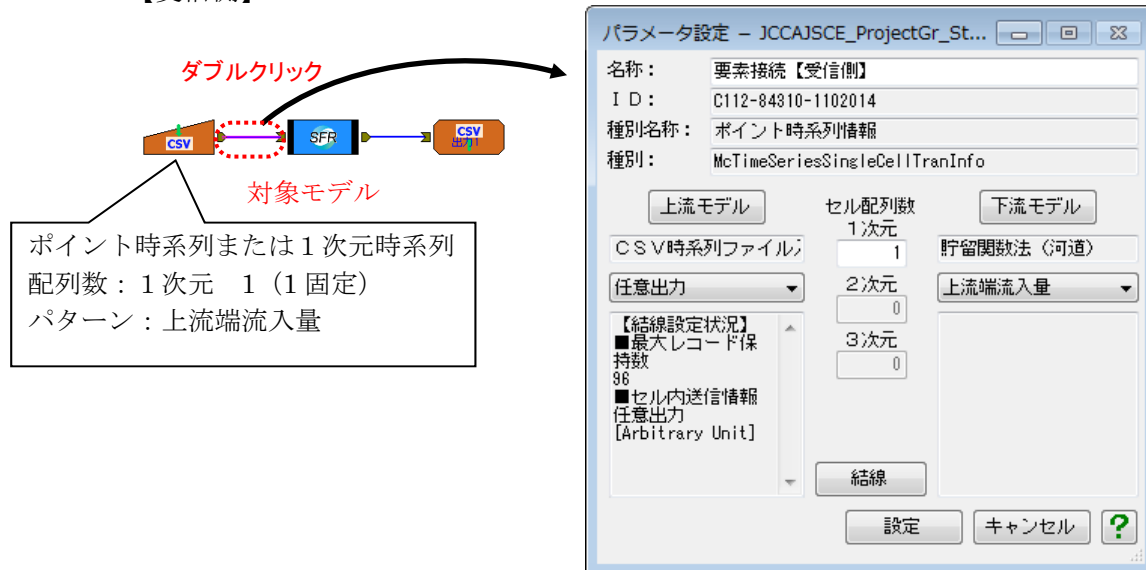 パラメータ設定 – JCCAJSCE_ProjectGr_St...
名称： 要素接続【受信側】
ＩＤ： C112-84310-1102014
種別名称： ポイント時系列情報
種別： McTimeSeriesSingleCellTranInfo
上流モデル セル配列数 下流モデル
1次元
ＣＳＶ時系列ファイル 1 貯留関数法（河道）
任意出力 2次元 上流端流入量
0
【結線設定状況】
■最大レコード保持数
3次元
96 0
■セル内送信情報
任意出力
[Arbitrary Unit]
結線
設定 キャンセル ?
ダブルクリック
CSV SFR CSV
対象モデル
ポイント時系列または１次元時系列
配列数：１次元　1（1 固定）
パターン：上流端流入量